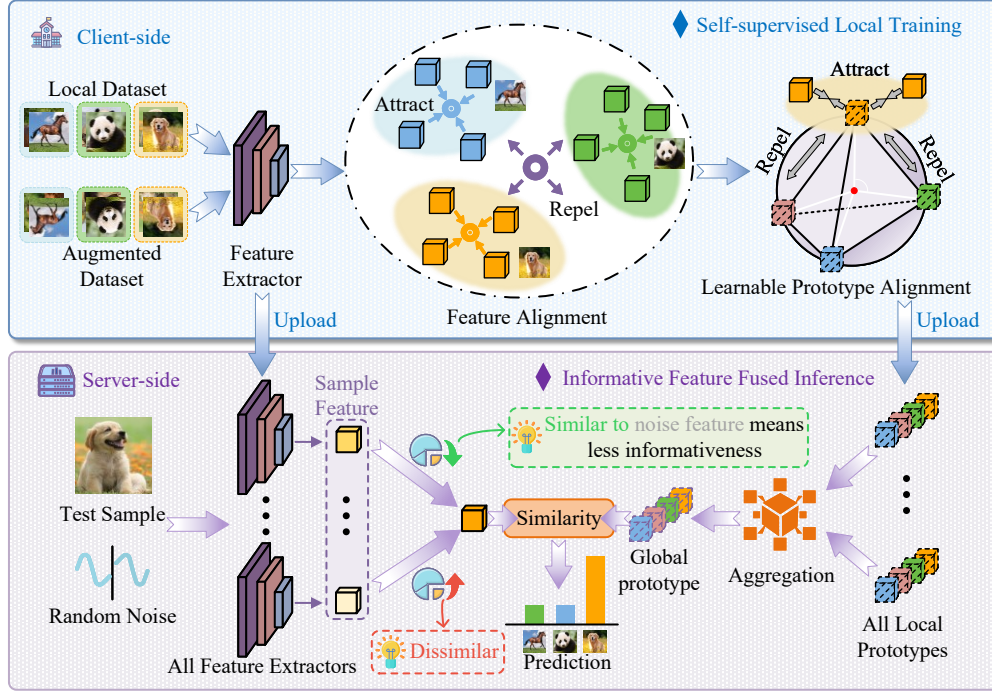 Client-side
Self-supervised Local Training
Local Dataset
Augmented
Dataset
Feature
Extractor
Attract
Repel
Feature Alignment
Attract
Repel
Repel
Learnable Prototype Alignment
Upload
Upload
Server-side
Sample
Feature
Informative Feature Fused Inference
Similar to noise feature means
less informativeness
Test Sample
Random Noise
All Feature Extractors
Similarity
Global
prototype
Aggregation
Dissimilar
Prediction
All Local
Prototypes